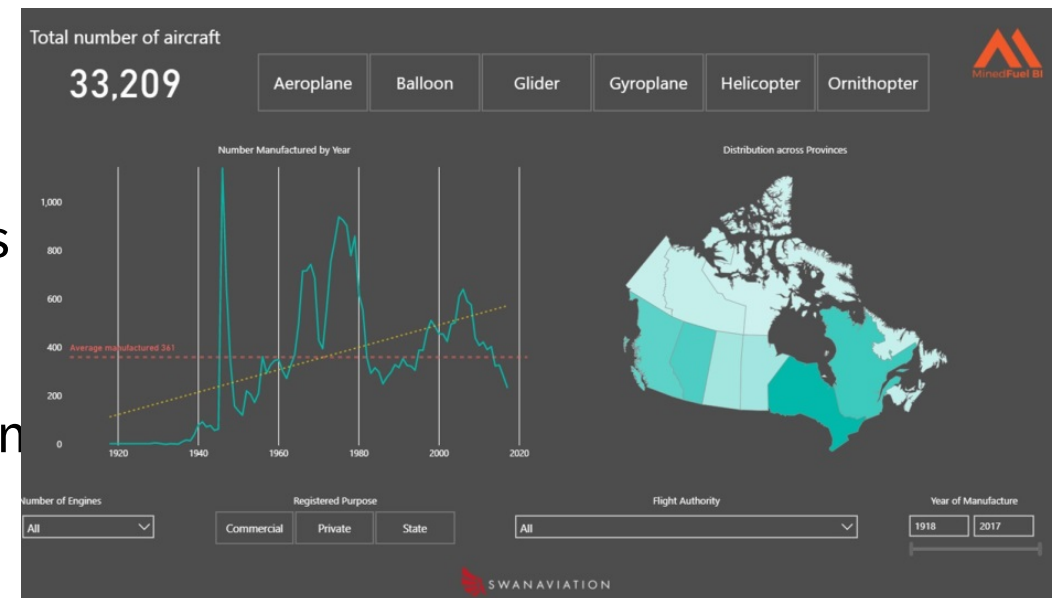 Total number of aircraft
33,209
Aeroplane
Balloon
Glider
Gyroplane
Helicopter
Ornithopter
MinedFuel BI
s
n
Number Manufactured by Year
1,000
800
600
400
200
0
Average manufactured 361
1920
1940
1960
1980
2000
2020
Distribution across Provinces
Number of Engines
All
Registered Purpose
Commercial
Private
State
Flight Authority
All
Year of Manufacture
1918
2017
SWANAVIATION